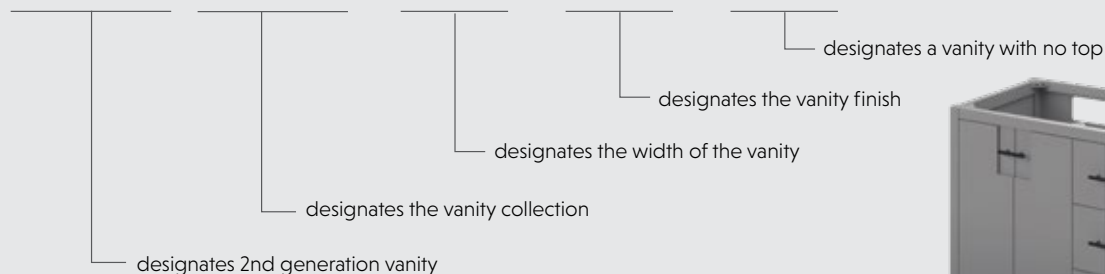 designates a vanity with no top
designates the vanity finish
designates the width of the vanity
designates the vanity collection
designates 2nd generation vanity